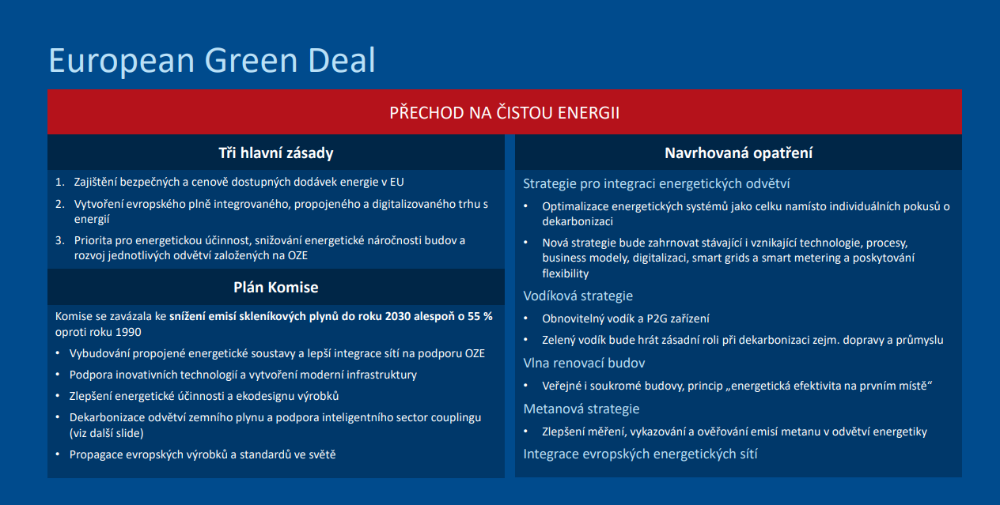 European Green Deal
PŘECHOD NA ČISTOU ENERGII
Tři hlavní zásady
1. Zajištění bezpečných a cenově dostupných dodávek energie v EU
2. Vytvoření evropského plně integrovaného, propojeného a digitalizovaného trhu s
energií
3. Priorita pro energetickou účinnost, snižování energetické náročnosti budov a
rozvoj jednotlivých odvětví založených na OZE
Plán Komise
Komise se zavázala ke snížení emisí skleníkových plynů do roku 2030 alespoň o 55 %
oproti roku 1990
• Vybudování propojené energetické soustavy a lepší integrace sítí na podporu OZE
• Podpora inovativních technologií a vytvoření moderní infrastruktury
• Zlepšení energetické účinnosti a ekodesignu výrobků
• Dekarbonizace odvětví zemního plynu a podpora inteligentního sector couplingu
(viz další slide)
• Propagace evropských výrobků a standardů ve světě
Navrhovaná opatření
Strategie pro integraci energetických odvětví
• Optimalizace energetických systémů jako celku namísto individuálních pokusů o
dekarbonizaci
• Nová strategie bude zahrnovat stávající i vznikající technologie, procesy,
business modely, digitalizaci, smart grids a smart metering a poskytování
flexibility
Vodíková strategie
• Obnovitelný vodík a P2G zařízení
• Zelený vodík bude hrát zásadní roli při dekarbonizaci zejm. dopravy a průmyslu
Vlna renovací budov
• Veřejné i soukromé budovy, princip „energetická efektivita na prvním místě“
Metanová strategie
• Zlepšení měření, vykazování a ověřování emisí metanu v odvětví energetiky
Integrace evropských energetických sítí